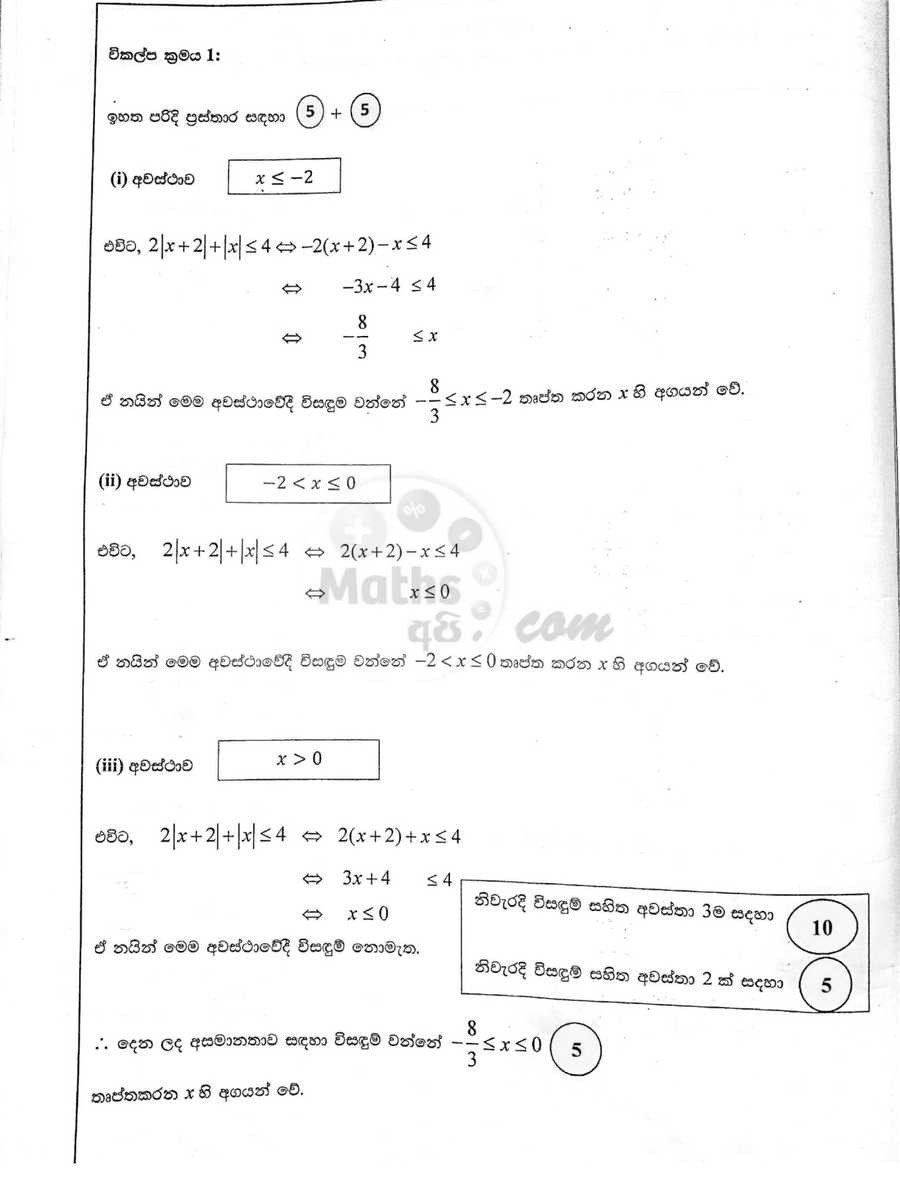 විකල්ප ක්‍රමය 1:
ඉහත පරිදි ප්‍රස්තාර සඳහා 5 + 5
(i) අවස්ථාව x ≤ −2
එවිට, 2|x+2|+|x| ≤ 4 ⇔ −2(x+2)−x ≤ 4
⇔ −3x−4 ≤ 4
⇔ −8/3 ≤ x
ඒ නයින් මෙම අවස්ථාවේදී විසඳුම වන්නේ −8/3 ≤ x ≤ −2 තෘප්ත කරන x හි අගයන් වේ.
(ii) අවස්ථාව −2 < x ≤ 0
එවිට, 2|x+2|+|x| ≤ 4 ⇔ 2(x+2)−x ≤ 4
⇔ x ≤ 0
Maths
අපි. com
ඒ නයින් මෙම අවස්ථාවේදී විසඳුම වන්නේ −2 < x ≤ 0 තෘප්ත කරන x හි අගයන් වේ.
(iii) අවස්ථාව x > 0
එවිට, 2|x+2|+|x| ≤ 4 ⇔ 2(x+2)+x ≤ 4
⇔ 3x+4 ≤ 4
⇔ x ≤ 0
ඒ නයින් මෙම අවස්ථාවේදී විසඳුම් නොමැත.
නිවැරදි විසඳුම් සහිත අවස්තා 3ම සඳහා 10
නිවැරදි විසඳුම් සහිත අවස්තා 2 ක් සඳහා 5
∴ දෙන ලද අසමානතාව සඳහා විසඳුම් වන්නේ −8/3 ≤ x ≤ 0 5
තෘප්තකරන x හි අගයන් වේ.